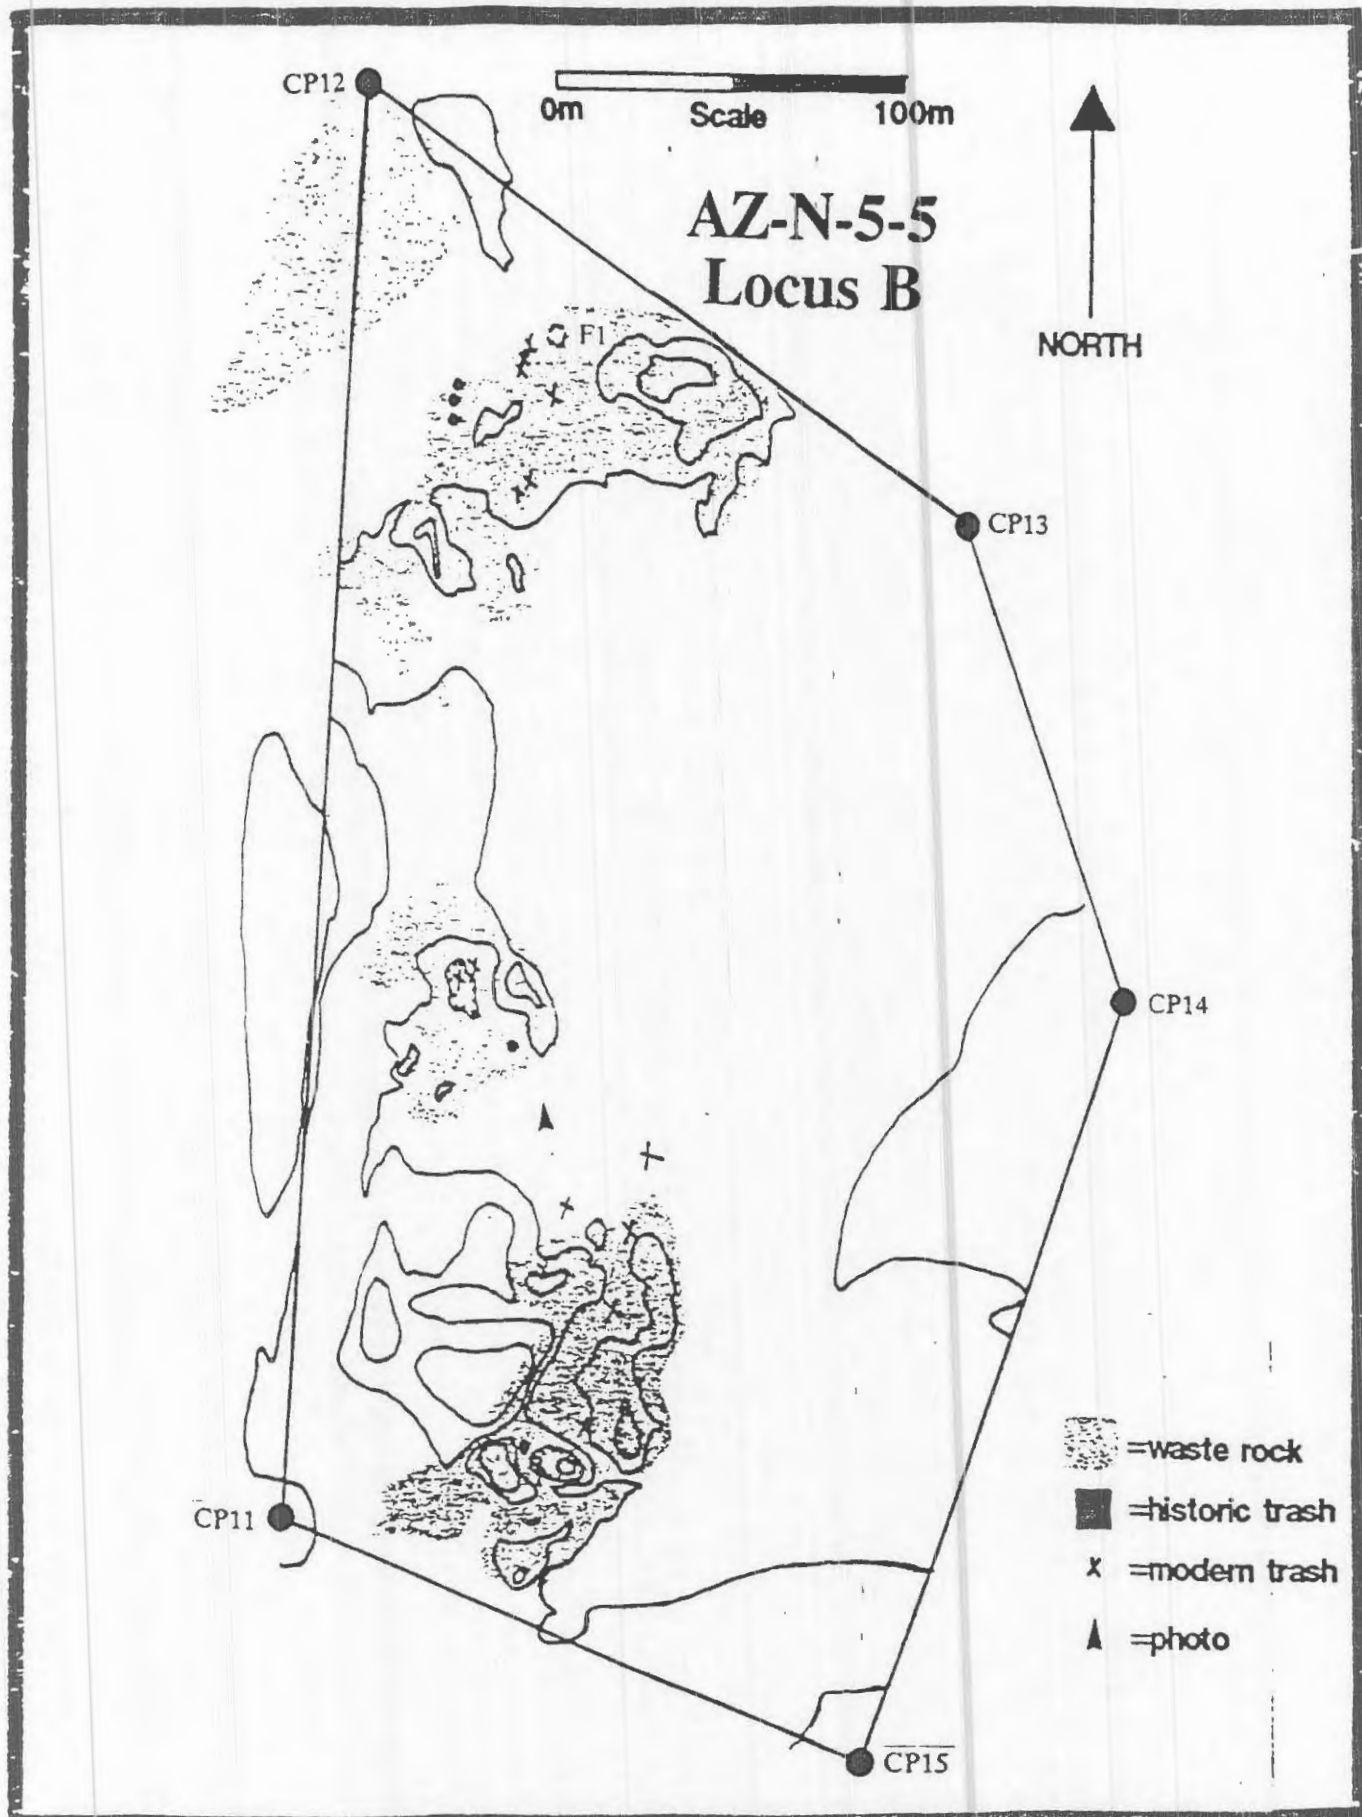 CP12
0m Scale 100m
AZ-N-5-5
Locus B
NORTH
F1
CP13
CP14
=waste rock
CP11
=historic trash
x =modern trash
=photo
CP15